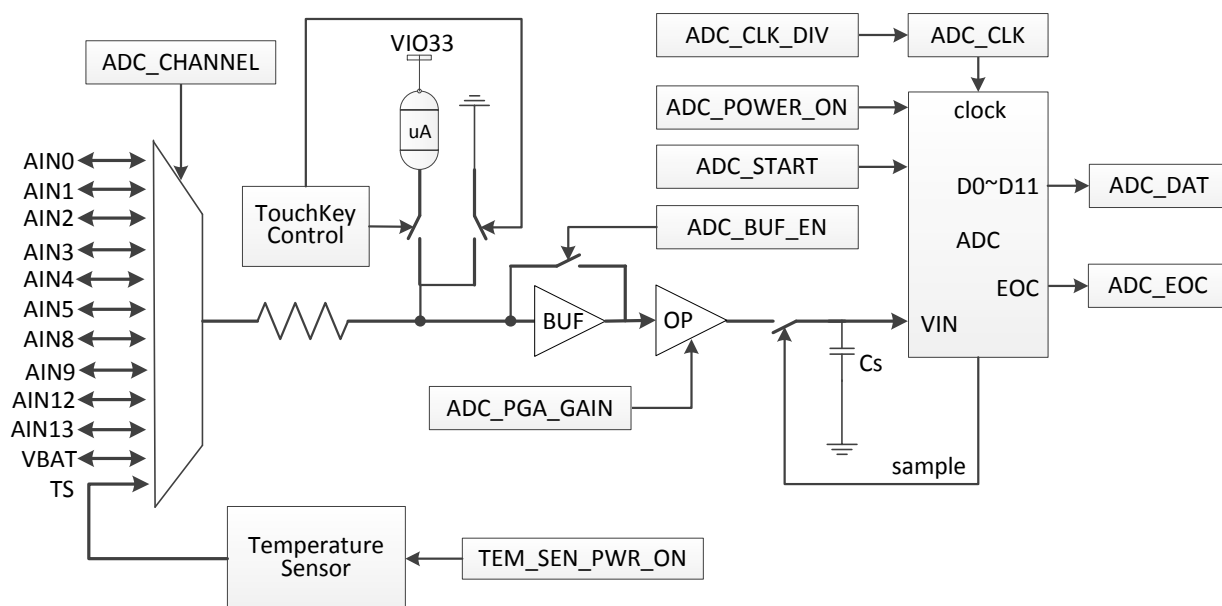 ADC_CHANNEL
VIO33
uA
ADC_CLK_DIV
ADC_CLK
ADC_POWER_ON
clock
ADC_START
D0~D11
ADC_DAT
ADC_BUF_EN
ADC
EOC
ADC_EOC
VIN
AIN0
AIN1
AIN2
AIN3
AIN4
AIN5
AIN8
AIN9
AIN12
AIN13
VBAT
TS
TouchKey
Control
BUF
OP
Cs
ADC_PGA_GAIN
sample
Temperature
Sensor
TEM_SEN_PWR_ON